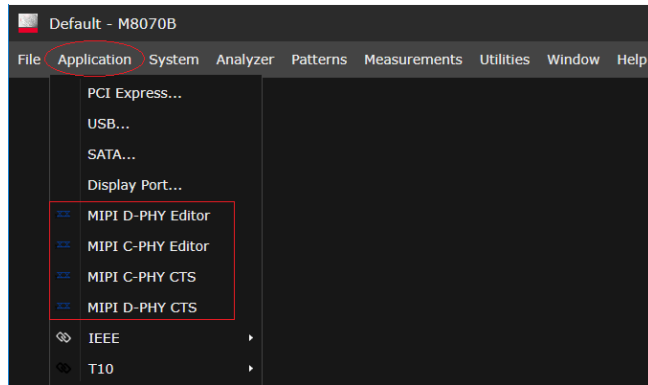 Default - M8070B
File Application System Analyzer Patterns Measurements Utilities Window Help
PCI Express...
USB...
SATA...
Display Port...
MIPI D-PHY Editor
MIPI C-PHY Editor
MIPI C-PHY CTS
MIPI D-PHY CTS
IEEE
T10